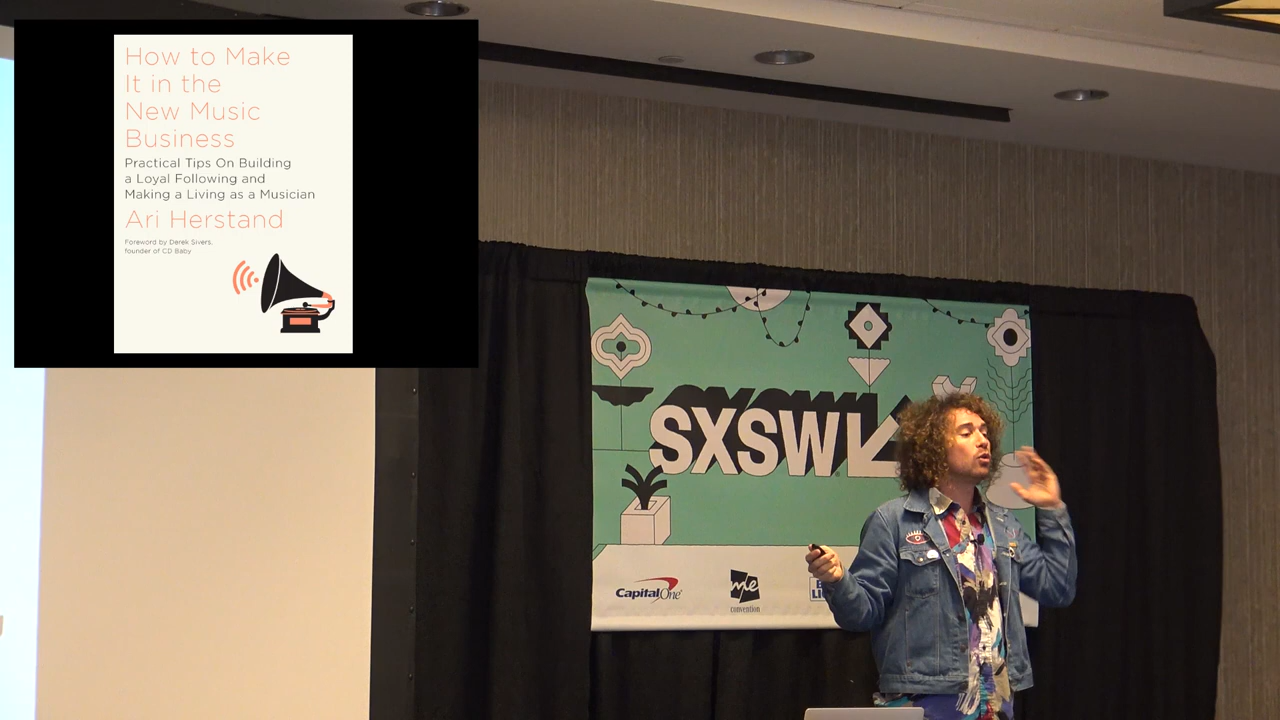 How to Make
It in the
New Music
Business
Practical Tips On Building
a Loyal Following and
Making a Living as a Musician
Ari Herstand
Foreword by Derek Sivers,
founder of CD Baby
SXSW
Capital One
me
convention